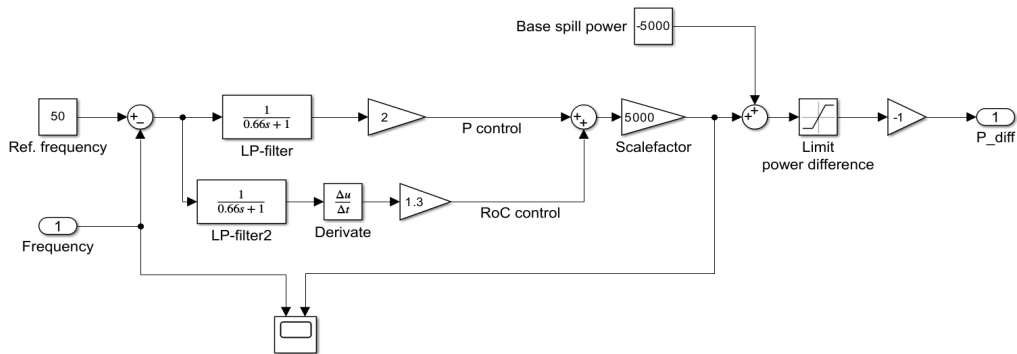 Base spill power
-5000
50
Ref. frequency
+
−
1
0.66s + 1
LP-filter
2
P control
+
+
5000
Scalefactor
+
+
Limit
power difference
-1
1
P_diff
1
0.66s + 1
LP-filter2
Δu
Δt
Derivate
1.3
RoC control
1
Frequency